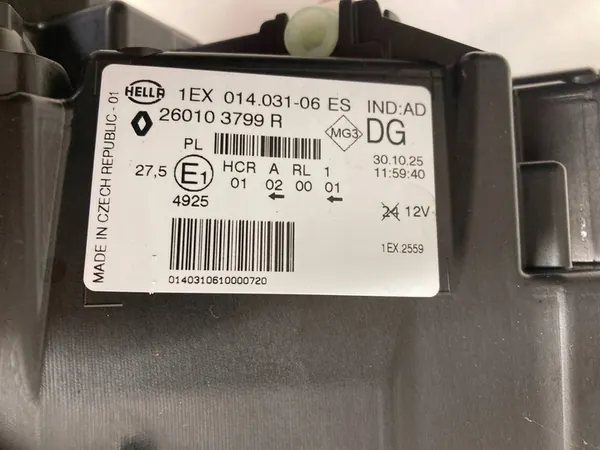 HELLA 1EX 014.031-06 ES IND:AD
26010 3799 R MG3 DG
PL 30.10.25
11:59:40
27,5 E1 HCR A RL 1
01 02 00 01
4925 ← ←
24 12V
1EX.2559
0140310610000720
MADE IN CZECH REPUBLIC - 01